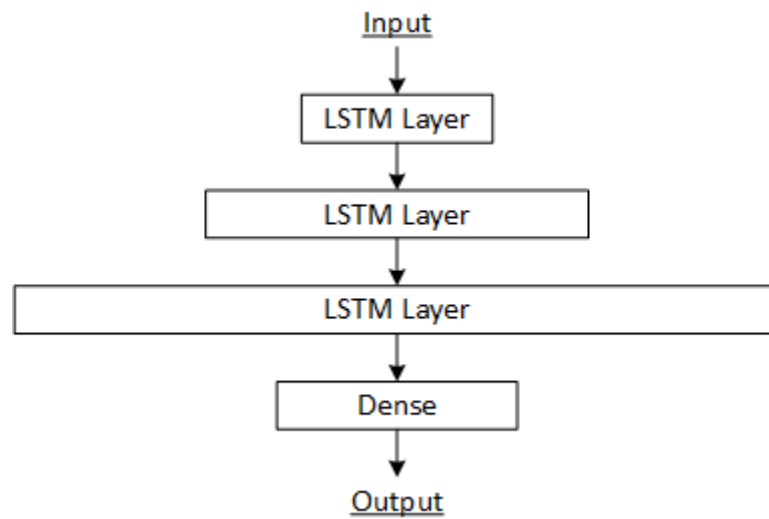 Input
LSTM Layer
LSTM Layer
LSTM Layer
Dense
Output